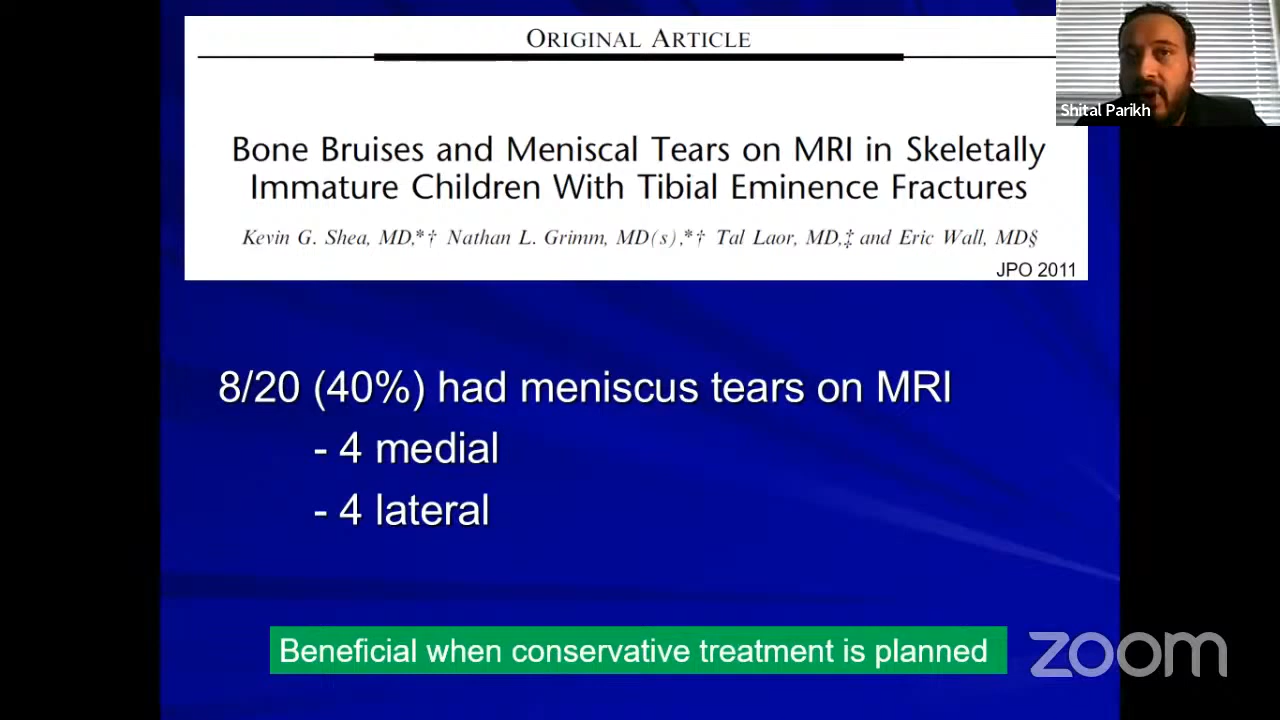 ORIGINAL ARTICLE
Shital Parikh
Bone Bruises and Meniscal Tears on MRI in Skeletally
Immature Children With Tibial Eminence Fractures
Kevin G. Shea, MD,*† Nathan L. Grimm, MD(s),*† Tal Laor, MD,‡ and Eric Wall, MD§
JPO 2011
8/20 (40%) had meniscus tears on MRI
- 4 medial
- 4 lateral
Beneficial when conservative treatment is planned
zoom